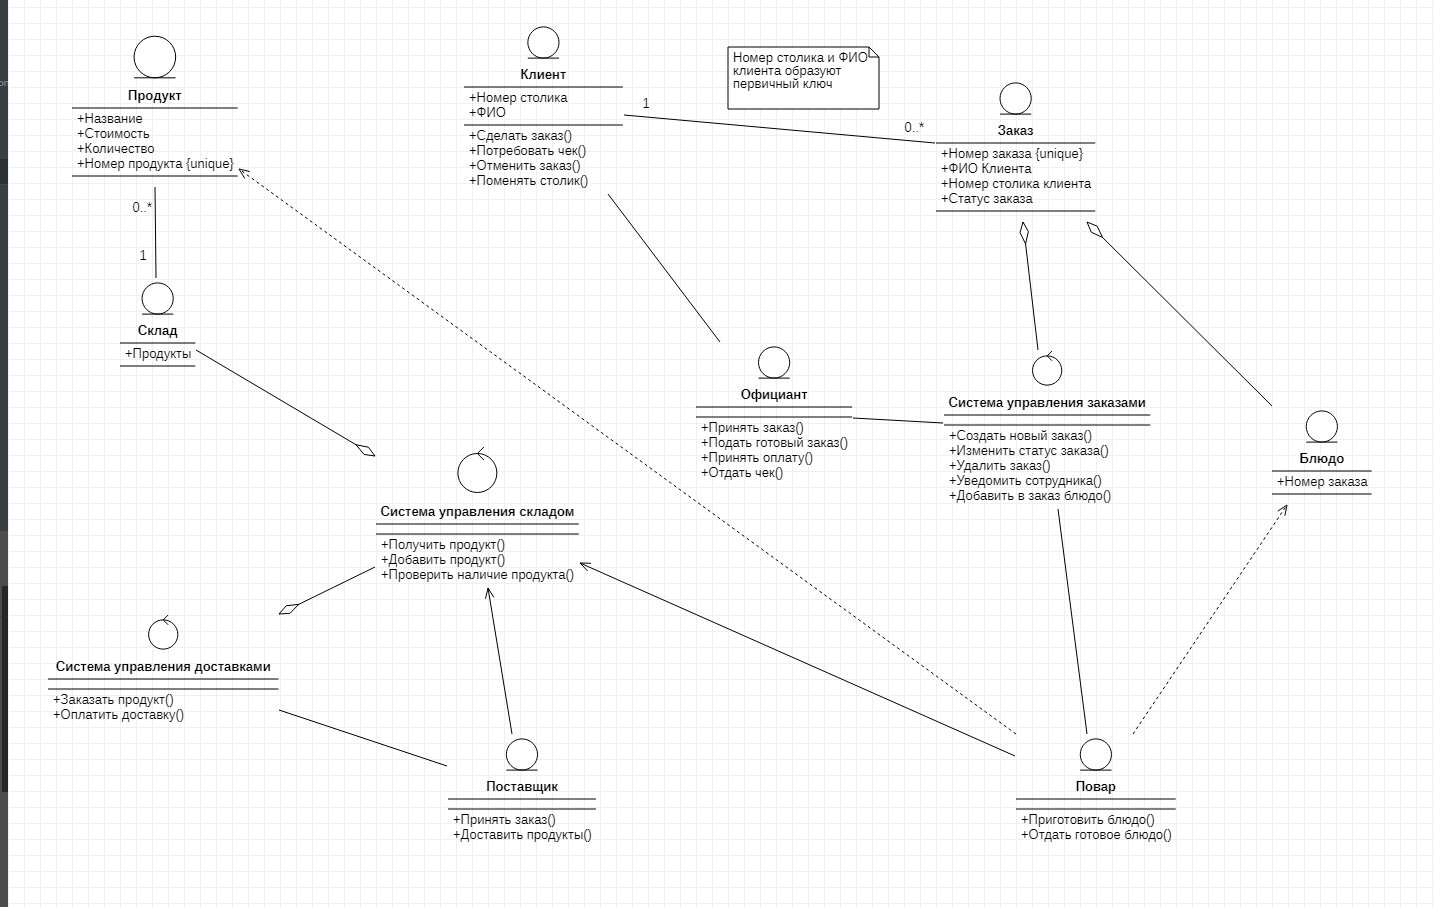 Продукт
+Название
+Стоимость
+Количество
+Номер продукта {unique}
0..*
1
Склад
+Продукты
Клиент
+Номер столика
+ФИО
+Сделать заказ()
+Потребовать чек()
+Отменить заказ()
+Поменять столик()
1
0..*
Номер столика и ФИО
клиента образуют
первичный ключ
Заказ
+Номер заказа {unique}
+ФИО Клиента
+Номер столика клиента
+Статус заказа
Официант
+Принять заказ()
+Подать готовый заказ()
+Принять оплату()
+Отдать чек()
Система управления заказами
+Создать новый заказ()
+Изменить статус заказа()
+Удалить заказ()
+Уведомить сотрудника()
+Добавить в заказ блюдо()
Блюдо
+Номер заказа
Система управления складом
+Получить продукт()
+Добавить продукт()
+Проверить наличие продукта()
Система управления доставками
+Заказать продукт()
+Оплатить доставку()
Поставщик
+Принять заказ()
+Доставить продукты()
Повар
+Приготовить блюдо()
+Отдать готовое блюдо()